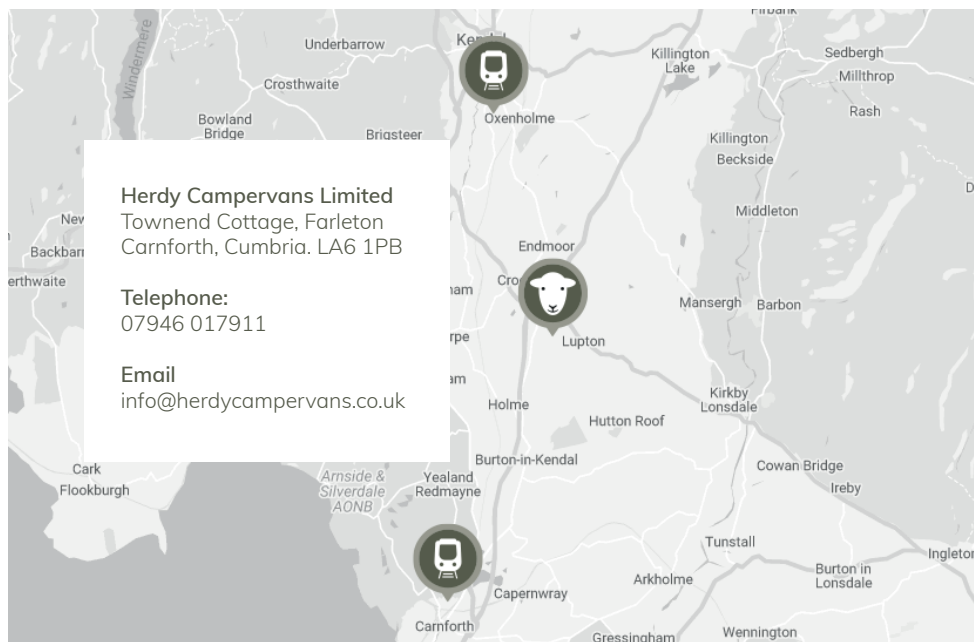 Firbank
Windermere
Underbarrow
Kendal
Killington
Lake
Sedbergh
Millthrop
Crosthwaite
Rash
Bowland
Bridge
Brigsteer
Oxenholme
Killington
Beckside
Herdy Campervans Limited
Townend Cottage, Farleton
Carnforth, Cumbria. LA6 1PB
Telephone:
07946 017911
Email
info@herdycampervans.co.uk
Middleton
Endmoor
Mansergh
Barbon
Lupton
Kirkby
Lonsdale
Holme
Hutton Roof
Burton-in-Kendal
Cark
Flookburgh
Arnside &
Silverdale
AONB
Yealand
Redmayne
Cowan Bridge
Ireby
Tunstall
Ingleton
Burton in
Lonsdale
Arkholme
Capernwray
Carnforth
Gressingham
Wennington